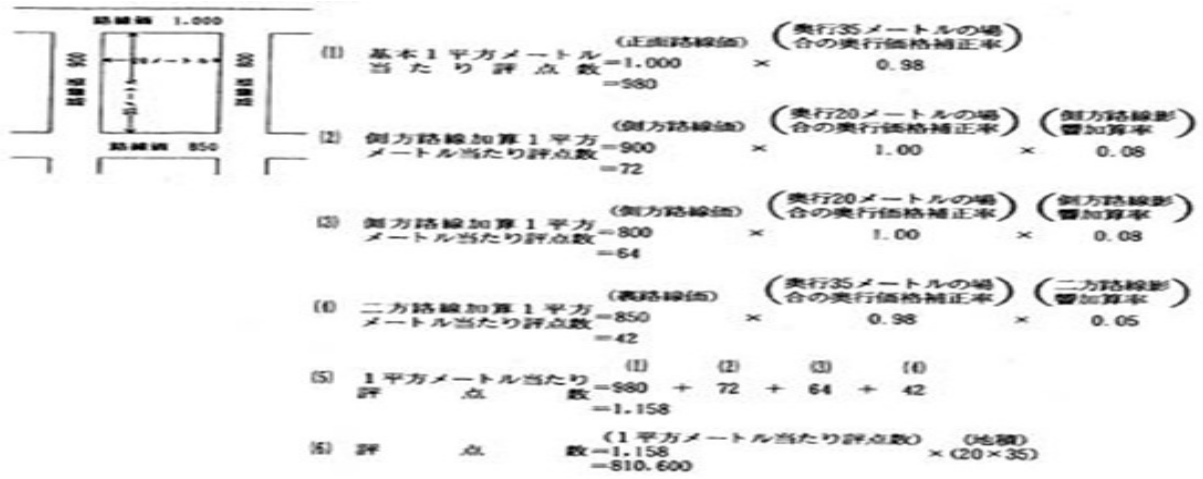 路線価 1.000
路線価 900
20メートル
35メートル
路線価 800
路線価 850
(1) 基本1平方メートル当たり評点数
(正面路線価) (奥行35メートルの場合の奥行価格補正率)
=1.000 × 0.98
=980
(2) 側方路線加算1平方メートル当たり評点数
(側方路線価) (奥行20メートルの場合の奥行価格補正率) (側方路線影響加算率)
=900 × 1.00 × 0.08
=72
(3) 側方路線加算1平方メートル当たり評点数
(側方路線価) (奥行20メートルの場合の奥行価格補正率) (側方路線影響加算率)
=800 × 1.00 × 0.08
=64
(4) 二方路線加算1平方メートル当たり評点数
(裏路線価) (奥行35メートルの場合の奥行価格補正率) (二方路線影響加算率)
=850 × 0.98 × 0.05
=42
(5) 1平方メートル当たり評点数
(1) (2) (3) (4)
=980 + 72 + 64 + 42
=1.158
(6) 評点数
(1平方メートル当たり評点数) (地積)
=1.158 ×(20×35)
=810.600